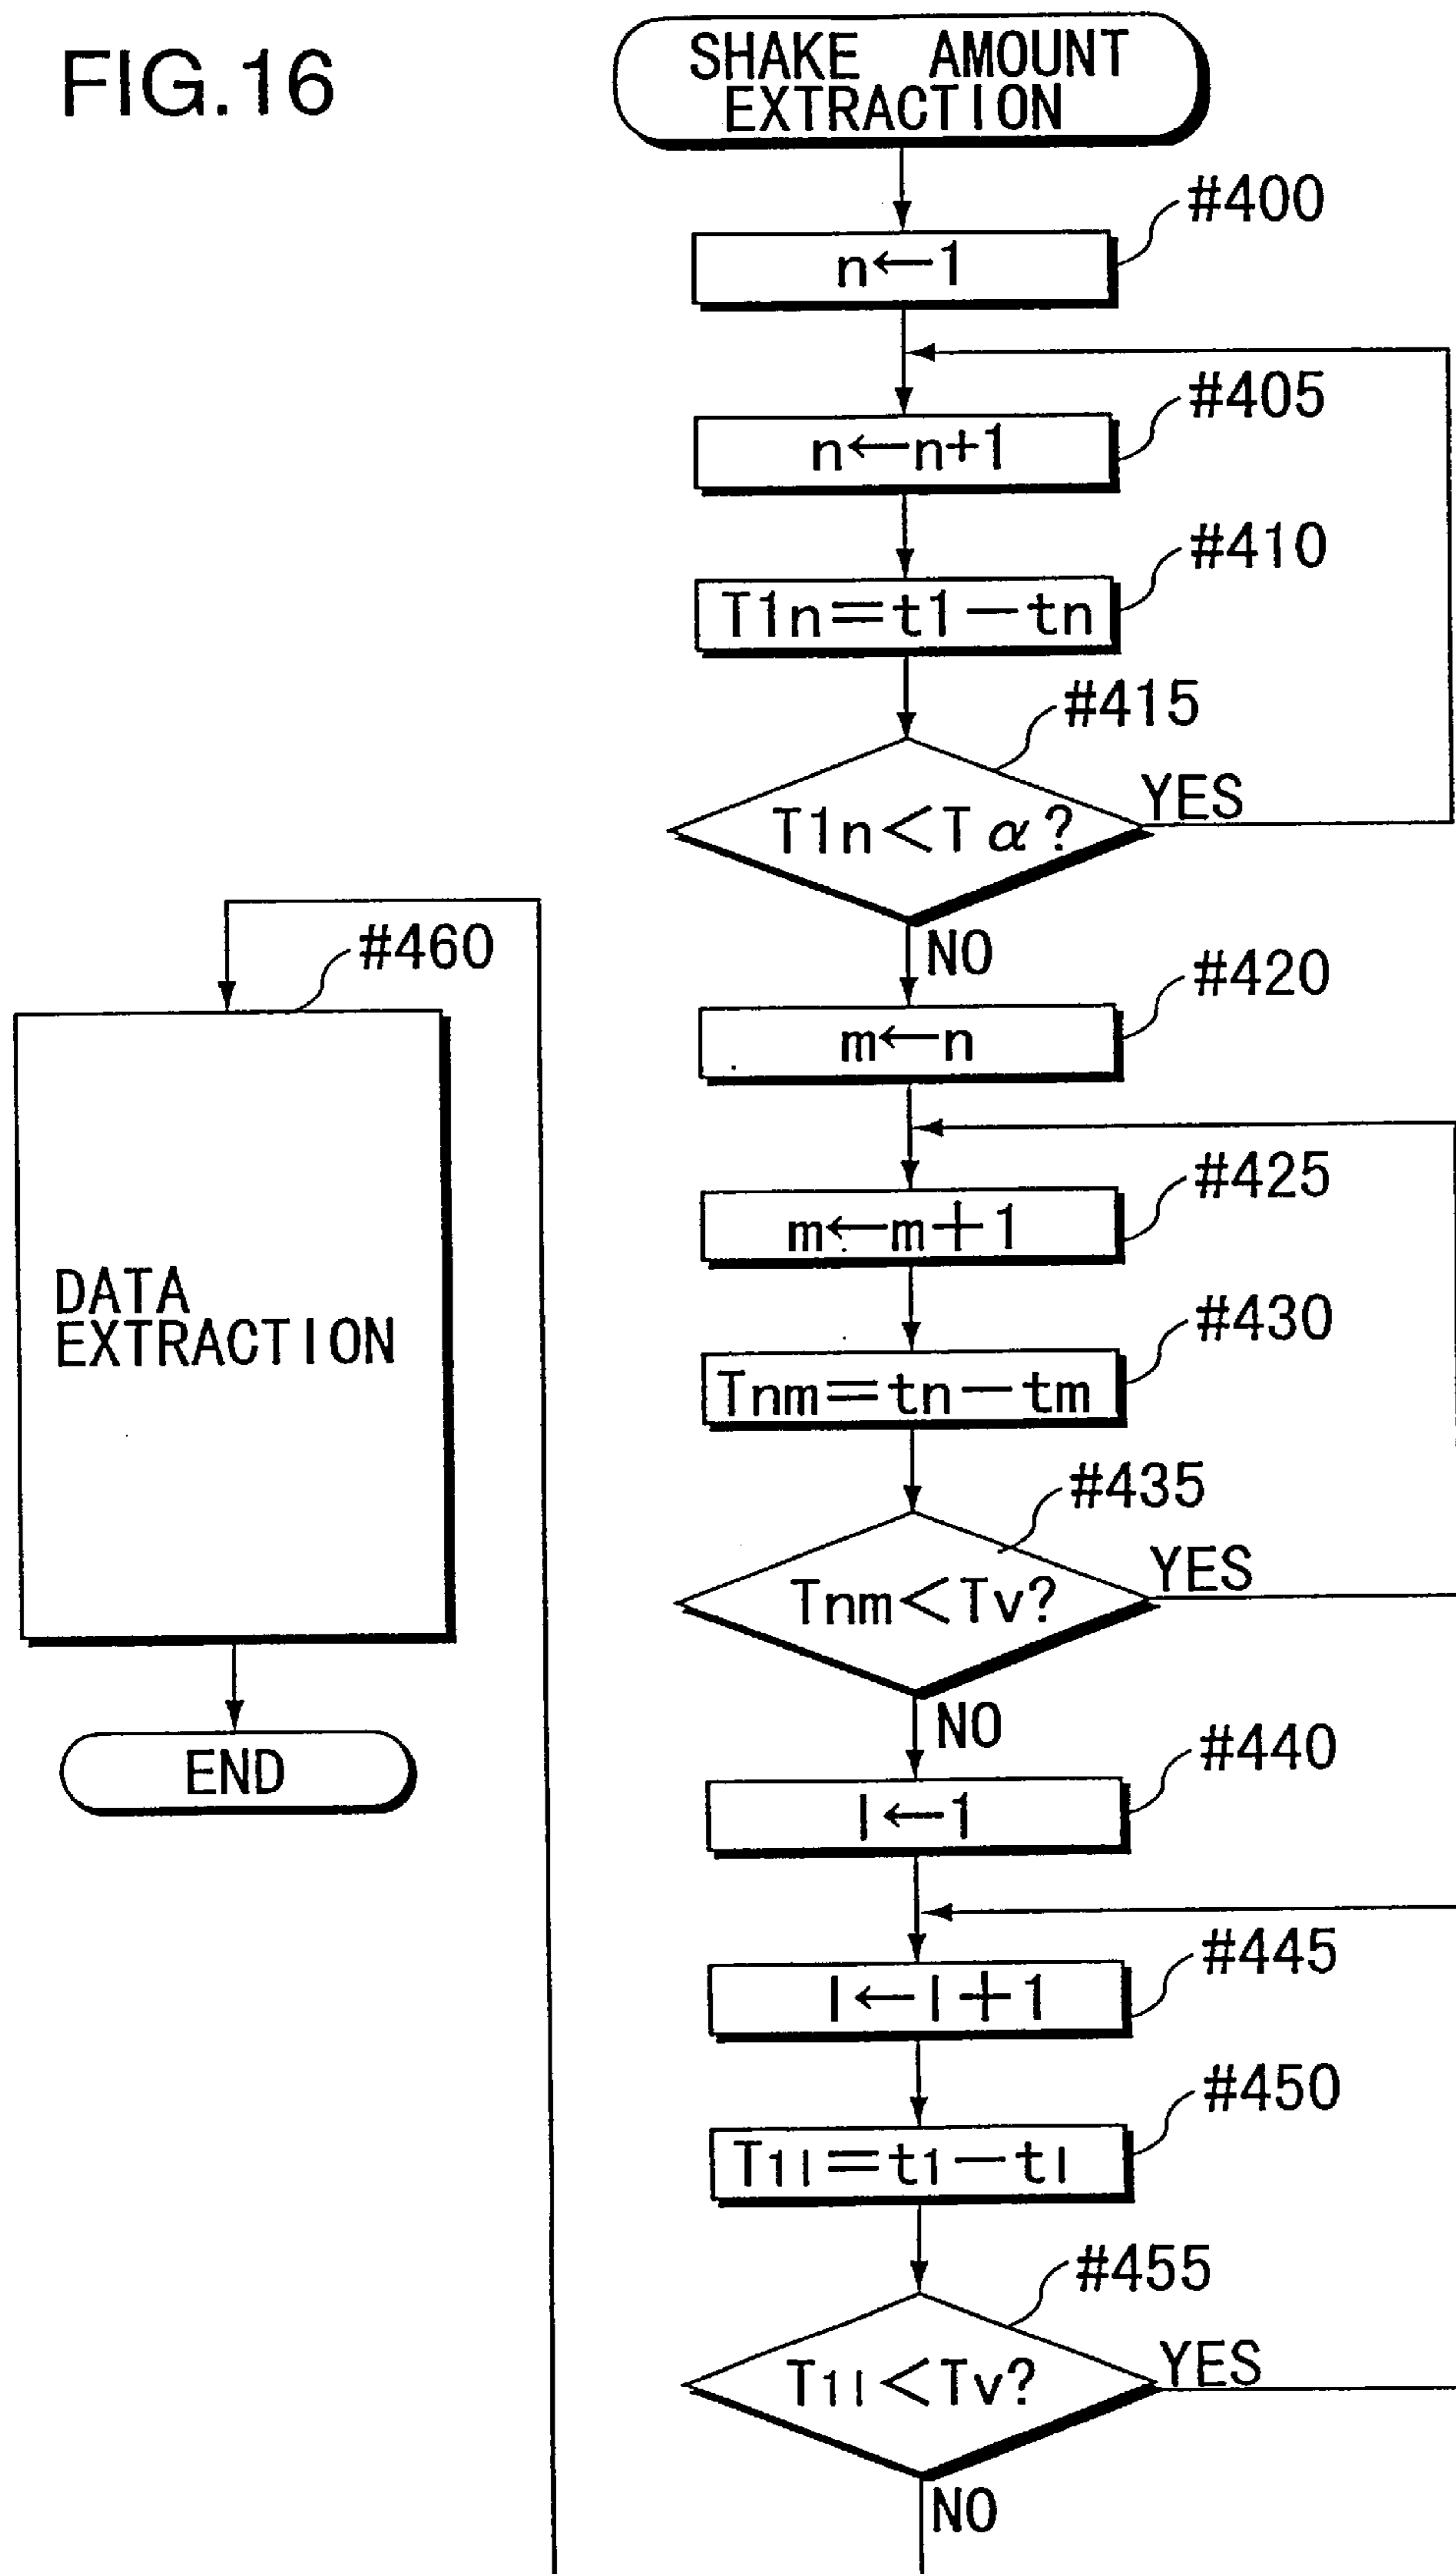 FIG.16
SHAKE AMOUNT
EXTRACTION
#400
n←1
#405
n←n+1
#410
T1n=t1-tn
#415
T1n<Tα?
YES
NO
#420
m←n
#425
m←m+1
#430
Tnm=tn-tm
#435
Tnm<Tv?
YES
NO
#440
l←1
#445
l←l+1
#450
T1l=t1-tl
#455
T1l<Tv?
YES
NO
#460
DATA
EXTRACTION
END